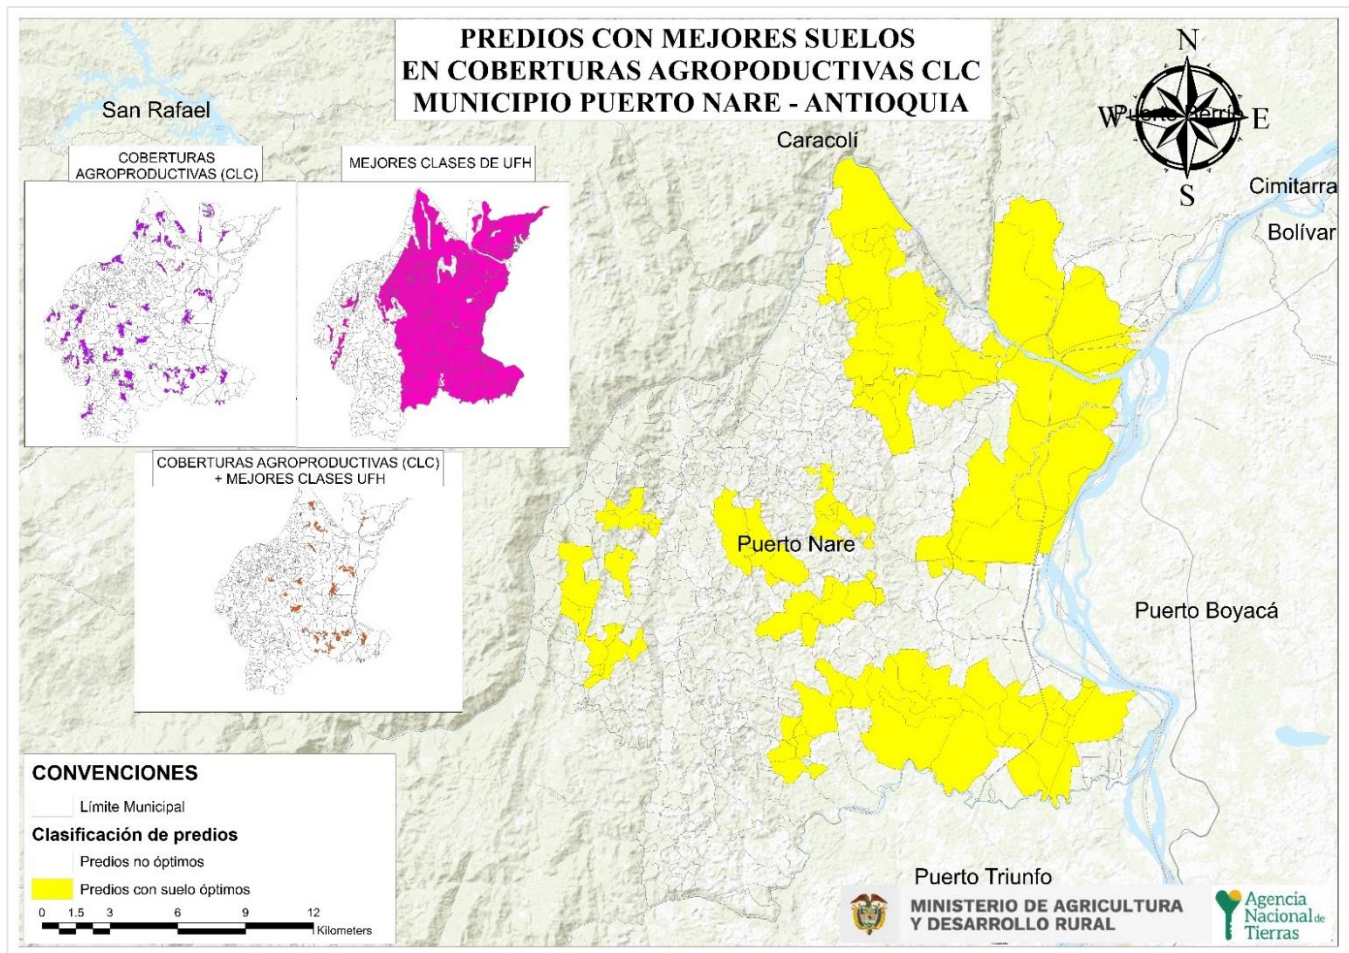 PREDIOS CON MEJORES SUELOS
EN COBERTURAS AGROPODUCTIVAS CLC
MUNICIPIO PUERTO NARE - ANTIOQUIA
N
W
E
S
Puerto Berrío
San Rafael
Caracolí
Cimitarra
Bolívar
COBERTURAS
AGROPRODUCTIVAS (CLC)
MEJORES CLASES DE UFH
COBERTURAS AGROPRODUCTIVAS (CLC)
+ MEJORES CLASES UFH
Puerto Nare
Puerto Boyacá
Puerto Triunfo
CONVENCIONES
Límite Municipal
Clasificación de predios
Predios no óptimos
Predios con suelo óptimos
0 1.5 3 6 9 12
Kilometers
MINISTERIO DE AGRICULTURA
Y DESARROLLO RURAL
Agencia
Nacional de
Tierras